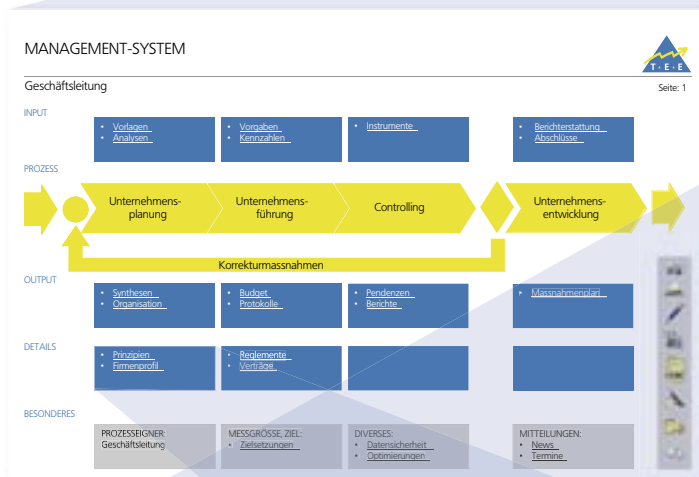 MANAGEMENT-SYSTEM
T·E·E
Geschäftsleitung
Seite: 1
INPUT
• Vorlagen
• Analysen
• Vorgaben
• Kennzahlen
• Instrumente
• Berichterstattung
• Abschlüsse
PROZESS
Unternehmens-
planung
Unternehmens-
führung
Controlling
Unternehmens-
entwicklung
Korrekturmassnahmen
OUTPUT
• Synthesen
• Organisation
• Budget
• Protokolle
• Pendenzen
• Berichte
• Massnahmenplan
DETAILS
• Prinzipien
• Firmenprofil
• Reglemente
• Verträge
BESONDERES
PROZESSEIGNER:
Geschäftsleitung
MESSGRÖSSE, ZIEL:
• Zielsetzungen
DIVERSES:
• Datensicherheit
• Optimierungen
MITTEILUNGEN:
• News
• Termine